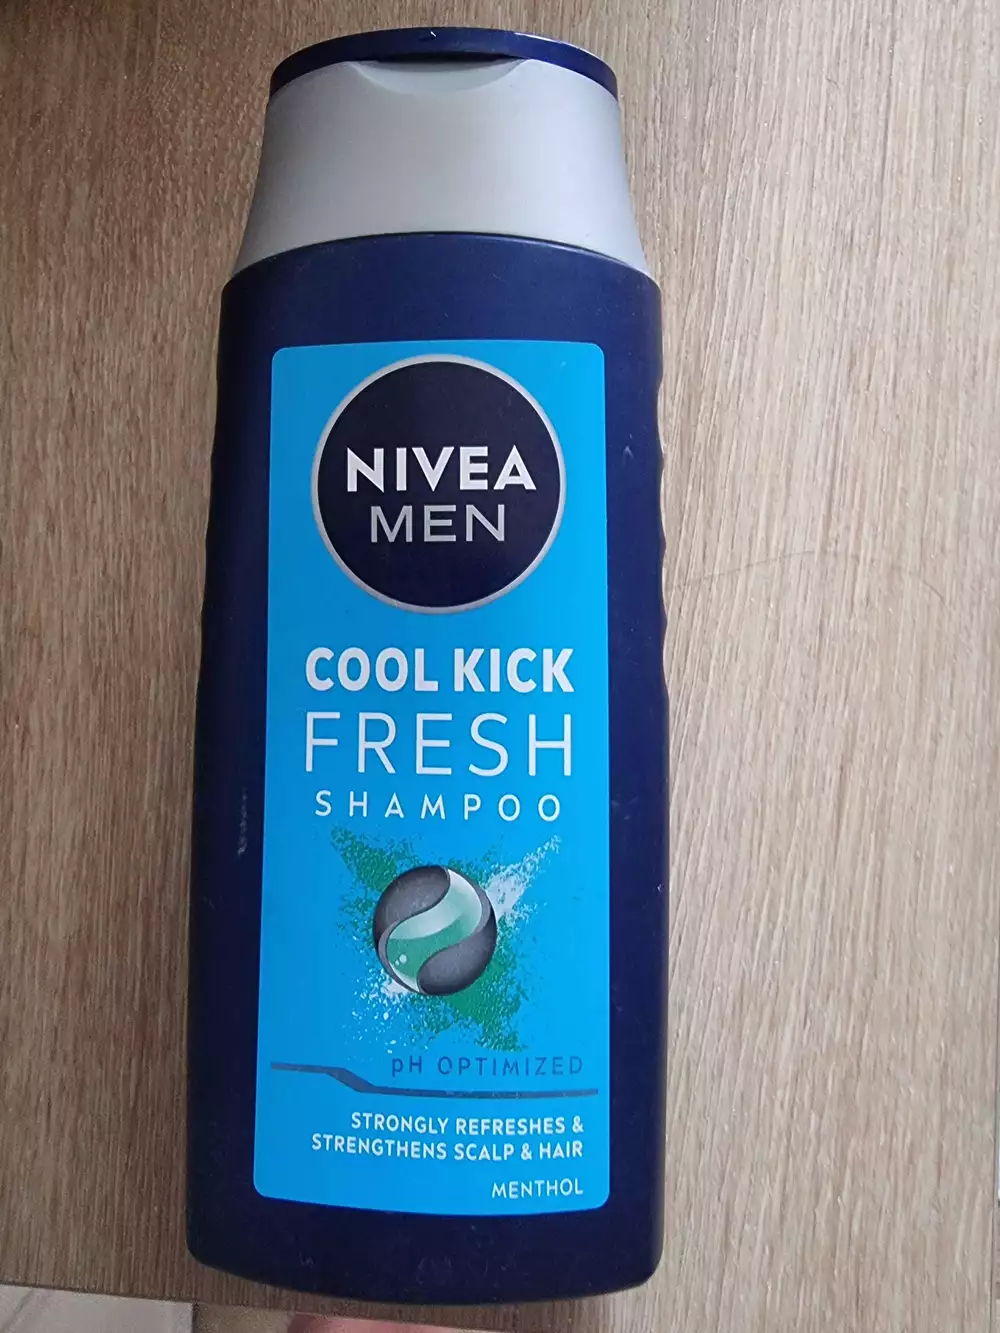 NIVEA
MEN
COOL KICK
FRESH
SHAMPOO
pH OPTIMIZED
STRONGLY REFRESHES &
STRENGTHENS SCALP & HAIR
MENTHOL